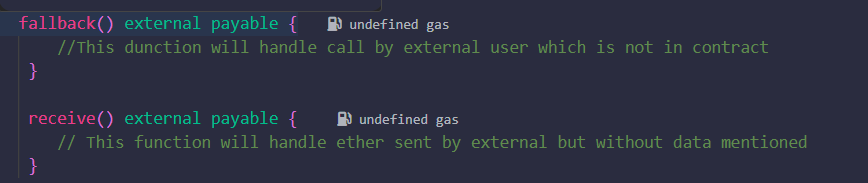 fallback() external payable { undefined gas
//This dunction will handle call by external user which is not in contract
}
receive() external payable { undefined gas
// This function will handle ether sent by external but without data mentioned
}